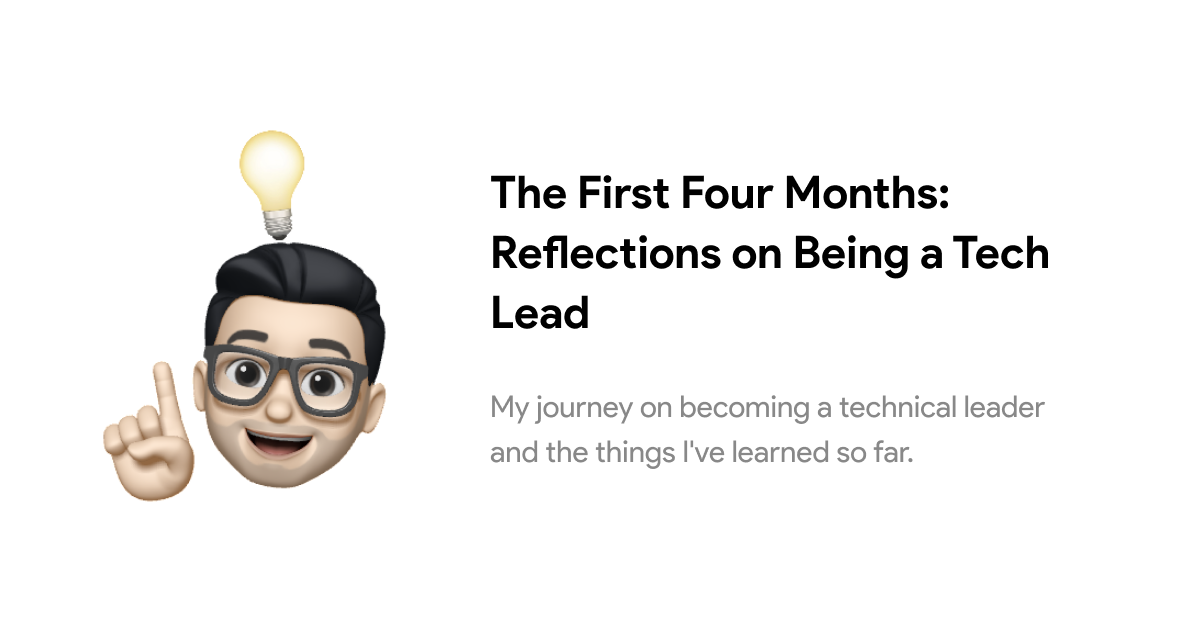 The First Four Months:
Reflections on Being a Tech
Lead
My journey on becoming a technical leader
and the things I've learned so far.